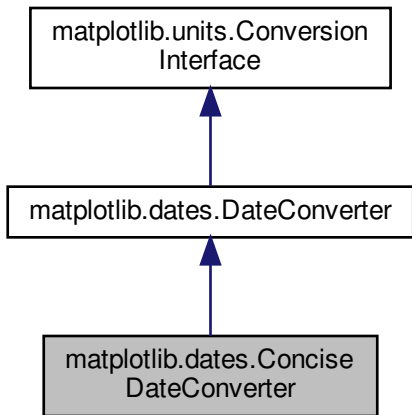 matplotlib.units.Conversion
Interface
matplotlib.dates.DateConverter
matplotlib.dates.Concise
DateConverter